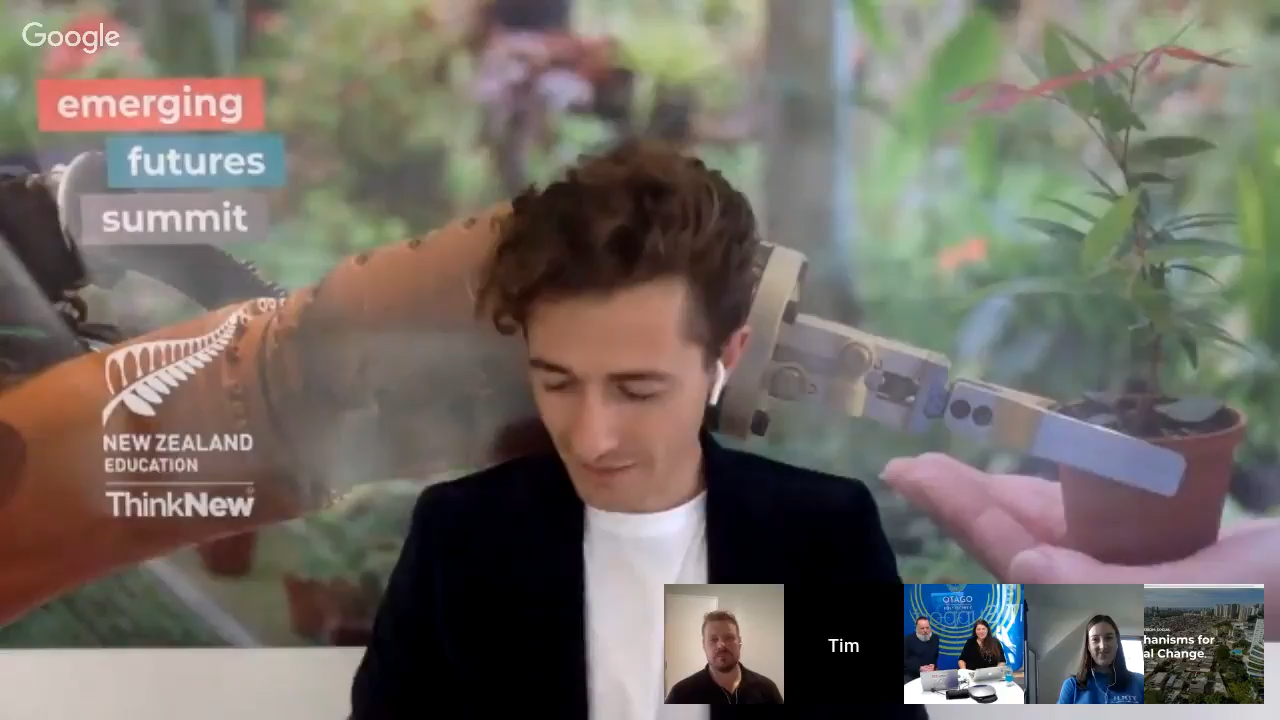 Google
emerging
futures
summit
NEW ZEALAND
EDUCATION
ThinkNew
Tim
OTAGO
hanisms for
al Change